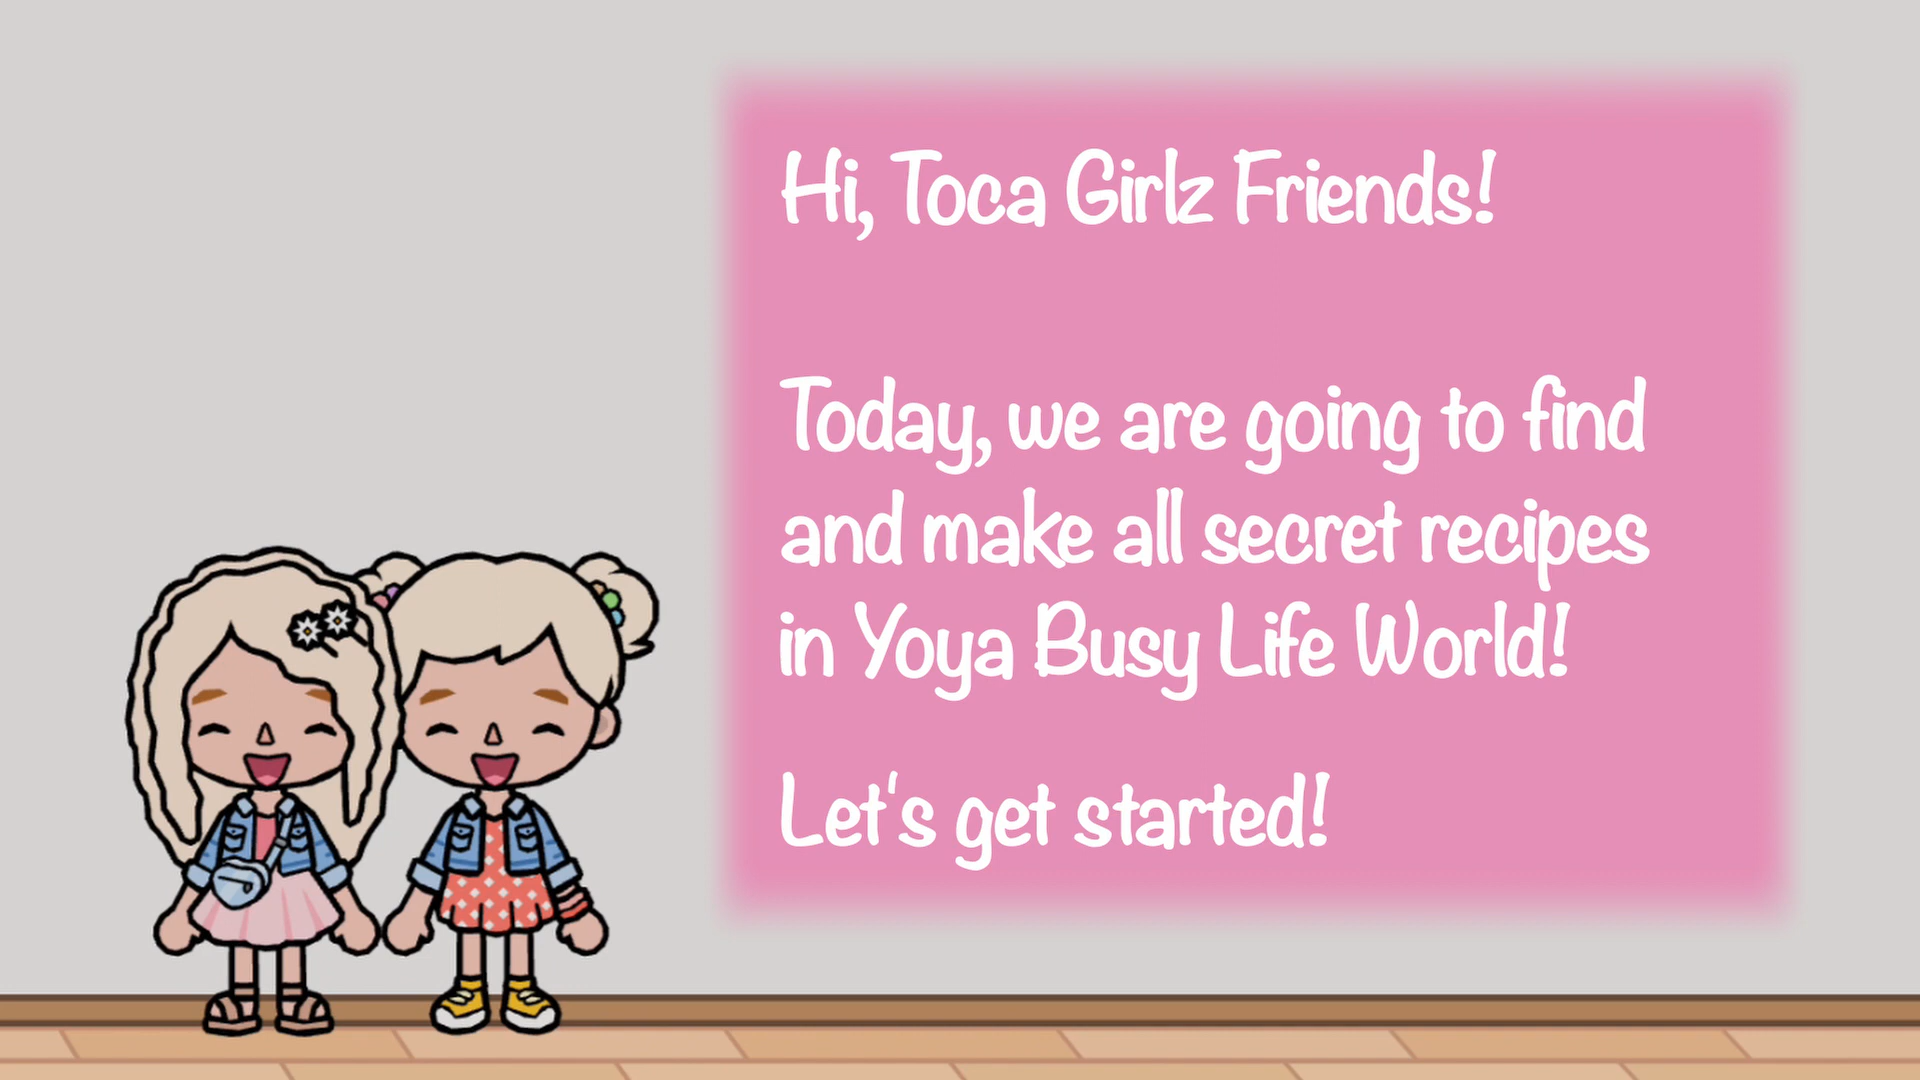 Hi, Toca Girlz Friends!
Today, we are going to find
and make all secret recipes
in Yoya Busy Life World!
Let's get started!